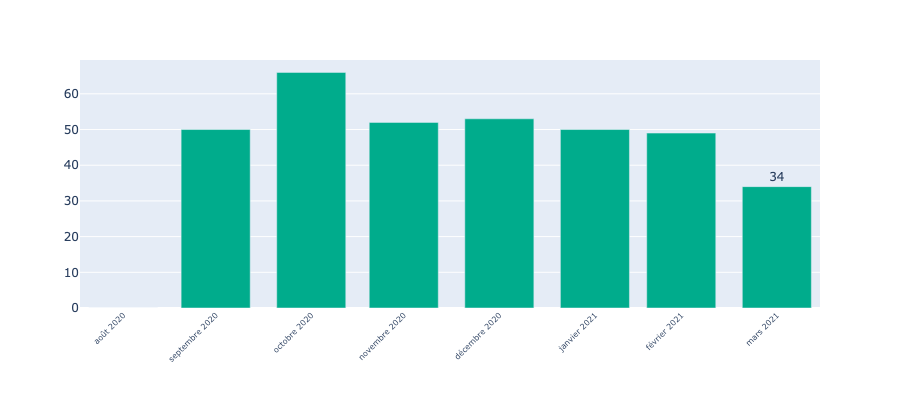 60
50
40
30
20
10
0
34
août 2020
septembre 2020
octobre 2020
novembre 2020
décembre 2020
janvier 2021
février 2021
mars 2021